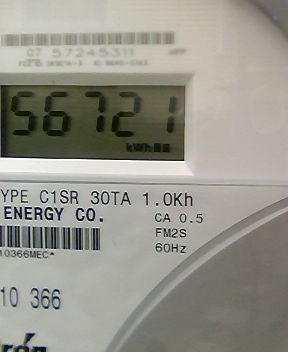 07 57245311
56721
kWh
YPE C1SR 30TA 1.0Kh
ENERGY CO.
CA 0.5
FM2S
60Hz
10366MEC
10 366
rón